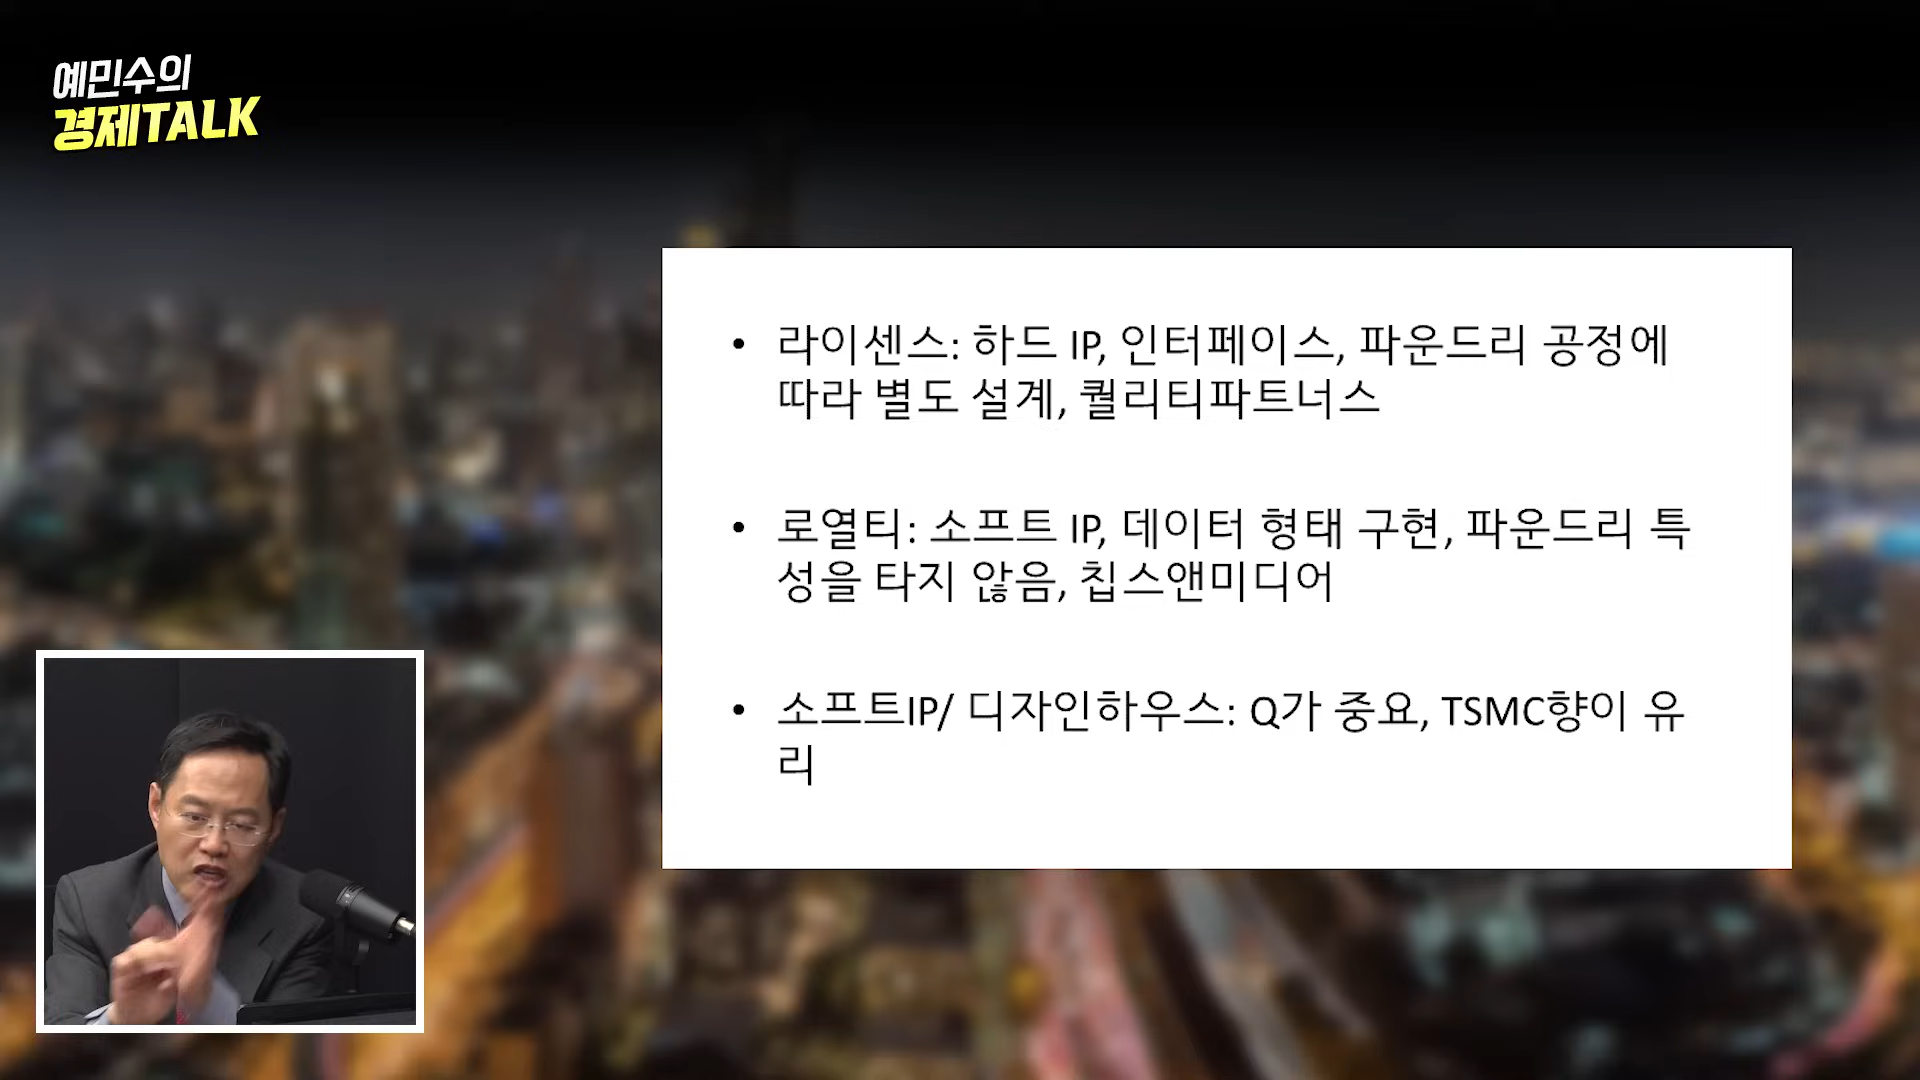 예민수의
경제TALK
• 라이센스: 하드 IP, 인터페이스, 파운드리 공정에
따라 별도 설계, 퀄리티파트너스
• 로열티: 소프트 IP, 데이터 형태 구현, 파운드리 특
성을 타지 않음, 칩스앤미디어
• 소프트IP/ 디자인하우스: Q가 중요, TSMC향이 유
리